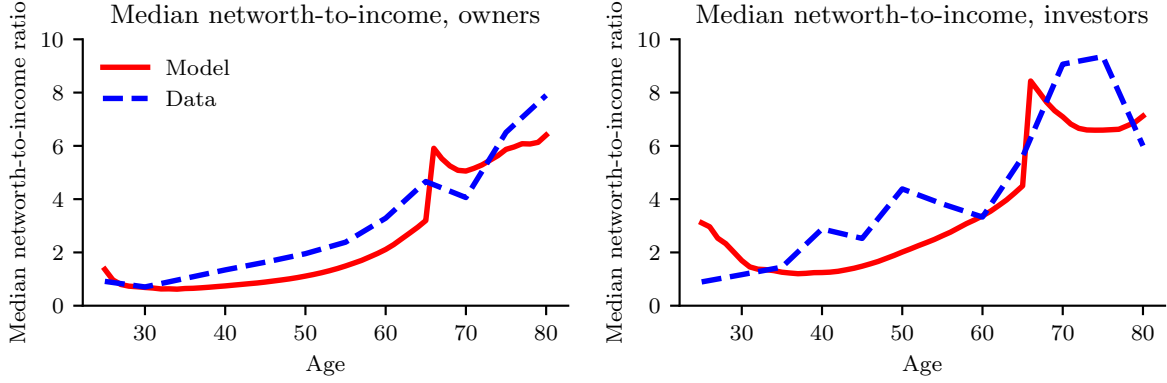 Median networth-to-income, owners
Median networth-to-income ratio
10
8
6
4
2
0
Model
Data
30 40 50 60 70 80
Age
Median networth-to-income, investors
Median networth-to-income ratio
10
8
6
4
2
0
30 40 50 60 70 80
Age